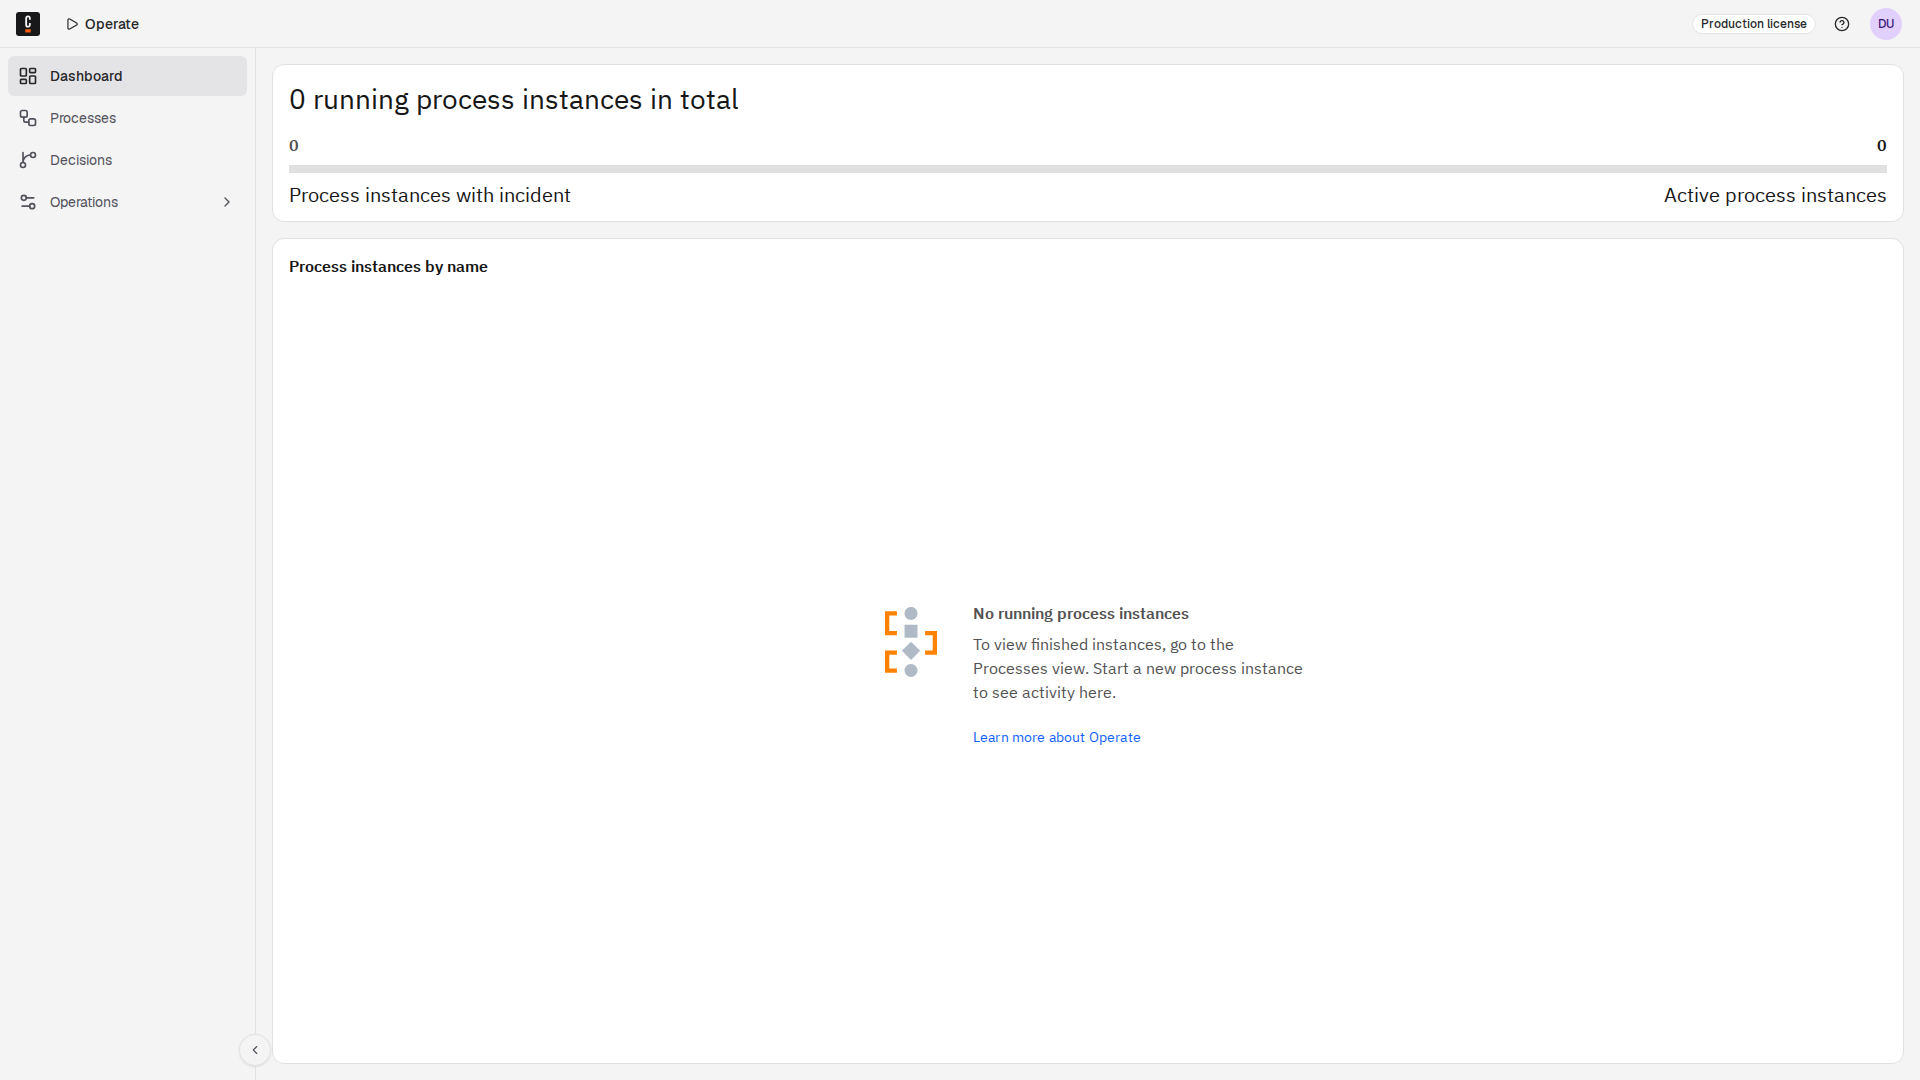 Operate
Production license
DU
Dashboard
Processes
Decisions
Operations
0 running process instances in total
0
0
Process instances with incident
Active process instances
Process instances by name
No running process instances
To view finished instances, go to the
Processes view. Start a new process instance
to see activity here.
Learn more about Operate